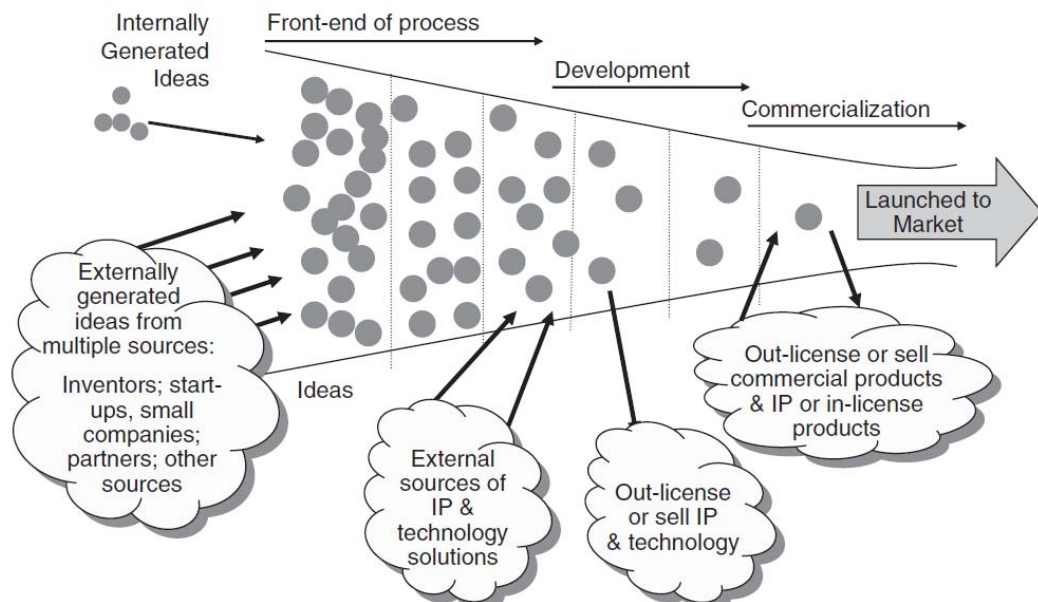 Internally
Generated
Ideas
Front-end of process
Development
Commercialization
Launched to
Market
Externally
generated
ideas from
multiple sources:
Inventors; start-
ups, small
companies;
partners; other
sources
Ideas
External
sources of
IP &
technology
solutions
Out-license
or sell IP
& technology
Out-license or sell
commercial products
& IP or in-license
products